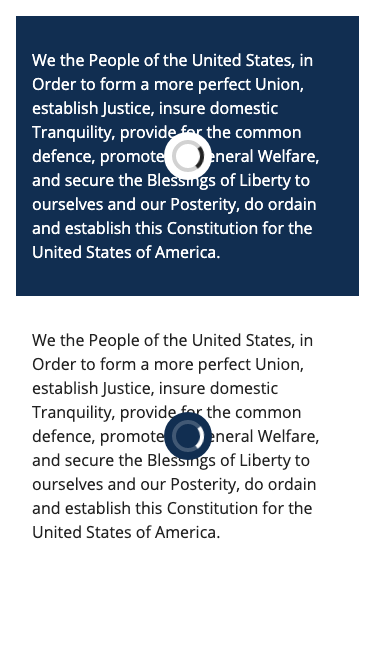 We the People of the United States, in
Order to form a more perfect Union,
establish Justice, insure domestic
Tranquility, provide for the common
defence, promote eneral Welfare,
and secure the Blessings of Liberty to
ourselves and our Posterity, do ordain
and establish this Constitution for the
United States of America.
We the People of the United States, in
Order to form a more perfect Union,
establish Justice, insure domestic
Tranquility, provide for the common
defence, promote eneral Welfare,
and secure the Blessings of Liberty to
ourselves and our Posterity, do ordain
and establish this Constitution for the
United States of America.